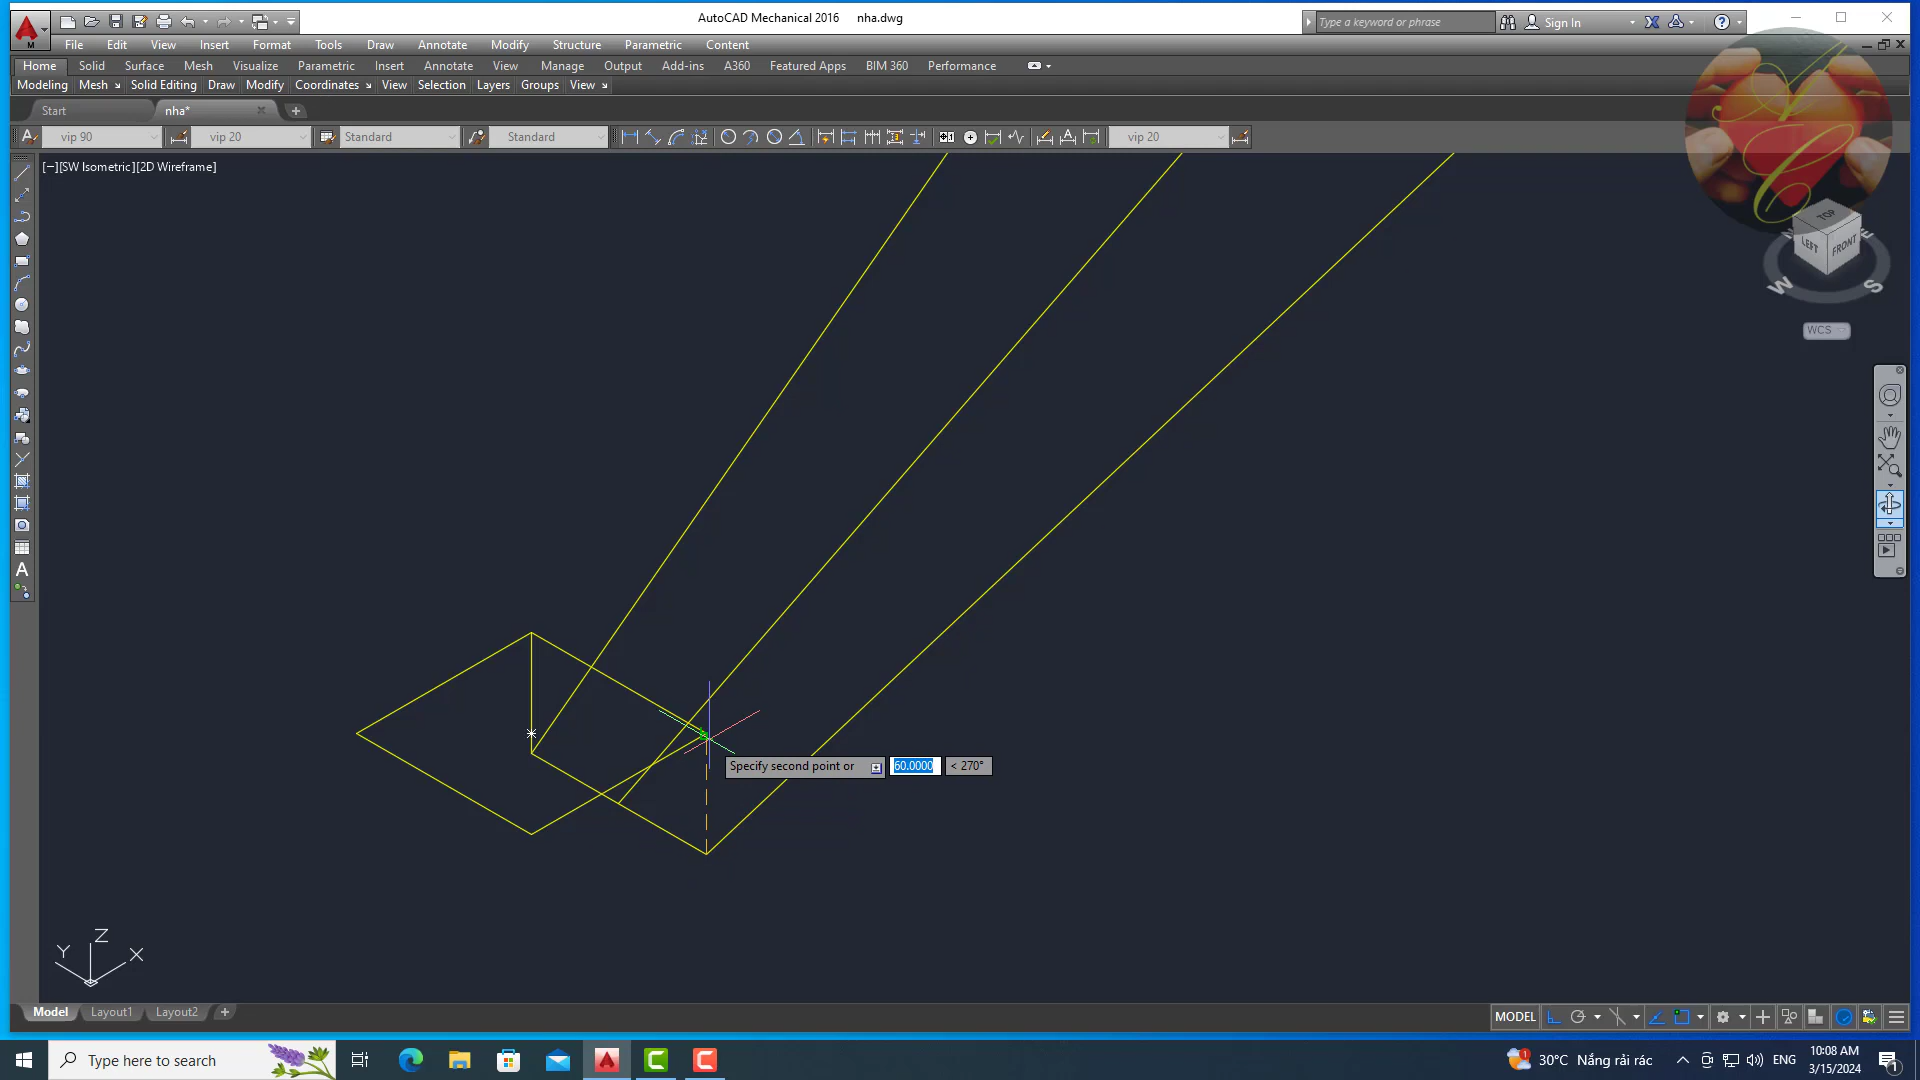 AutoCAD Mechanical 2016 nha.dwg
Type a keyword or phrase
Sign In
M
File Edit View Insert Format Tools Draw Annotate Modify Structure Parametric Content
Home Solid Surface Mesh Visualize Parametric Insert Annotate View Manage Output Add-ins A360 Featured Apps BIM 360 Performance
Modeling Mesh Solid Editing Draw Modify Coordinates View Selection Layers Groups View
Start nha*
vip 90 vip 20 Standard Standard vip 20
[−][SW Isometric][2D Wireframe]
TOP
LEFT FRONT
W S
WCS
A
Specify second point or 60.0000 < 270°
Z
Y X
Model Layout1 Layout2
MODEL
Type here to search
30°C Nắng rải rác
ENG
10:08 AM
3/15/2024